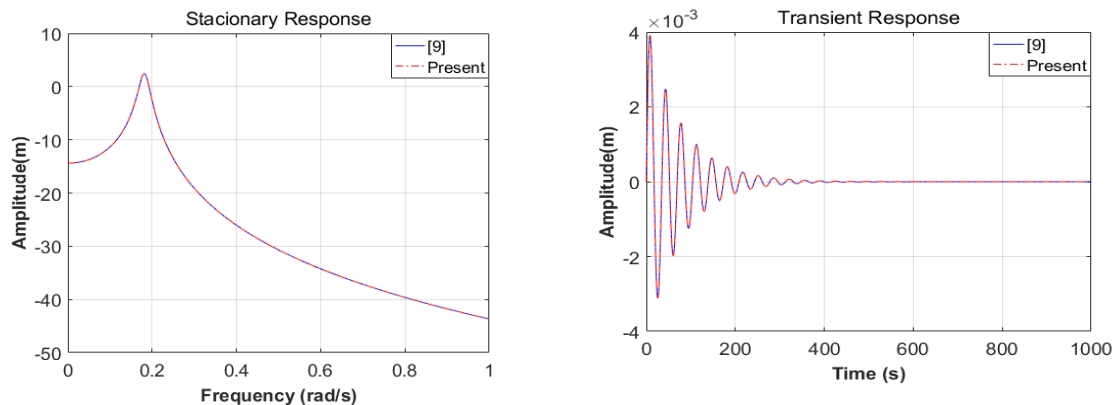 Stacionary Response
10
0
-10
-20
-30
-40
-50
Amplitude(m)
0 0.2 0.4 0.6 0.8 1
Frequency (rad/s)
[9]
Present
Transient Response
4 ×10-3
2
0
-2
-4
Amplitude(m)
0 200 400 600 800 1000
Time (s)
[9]
Present